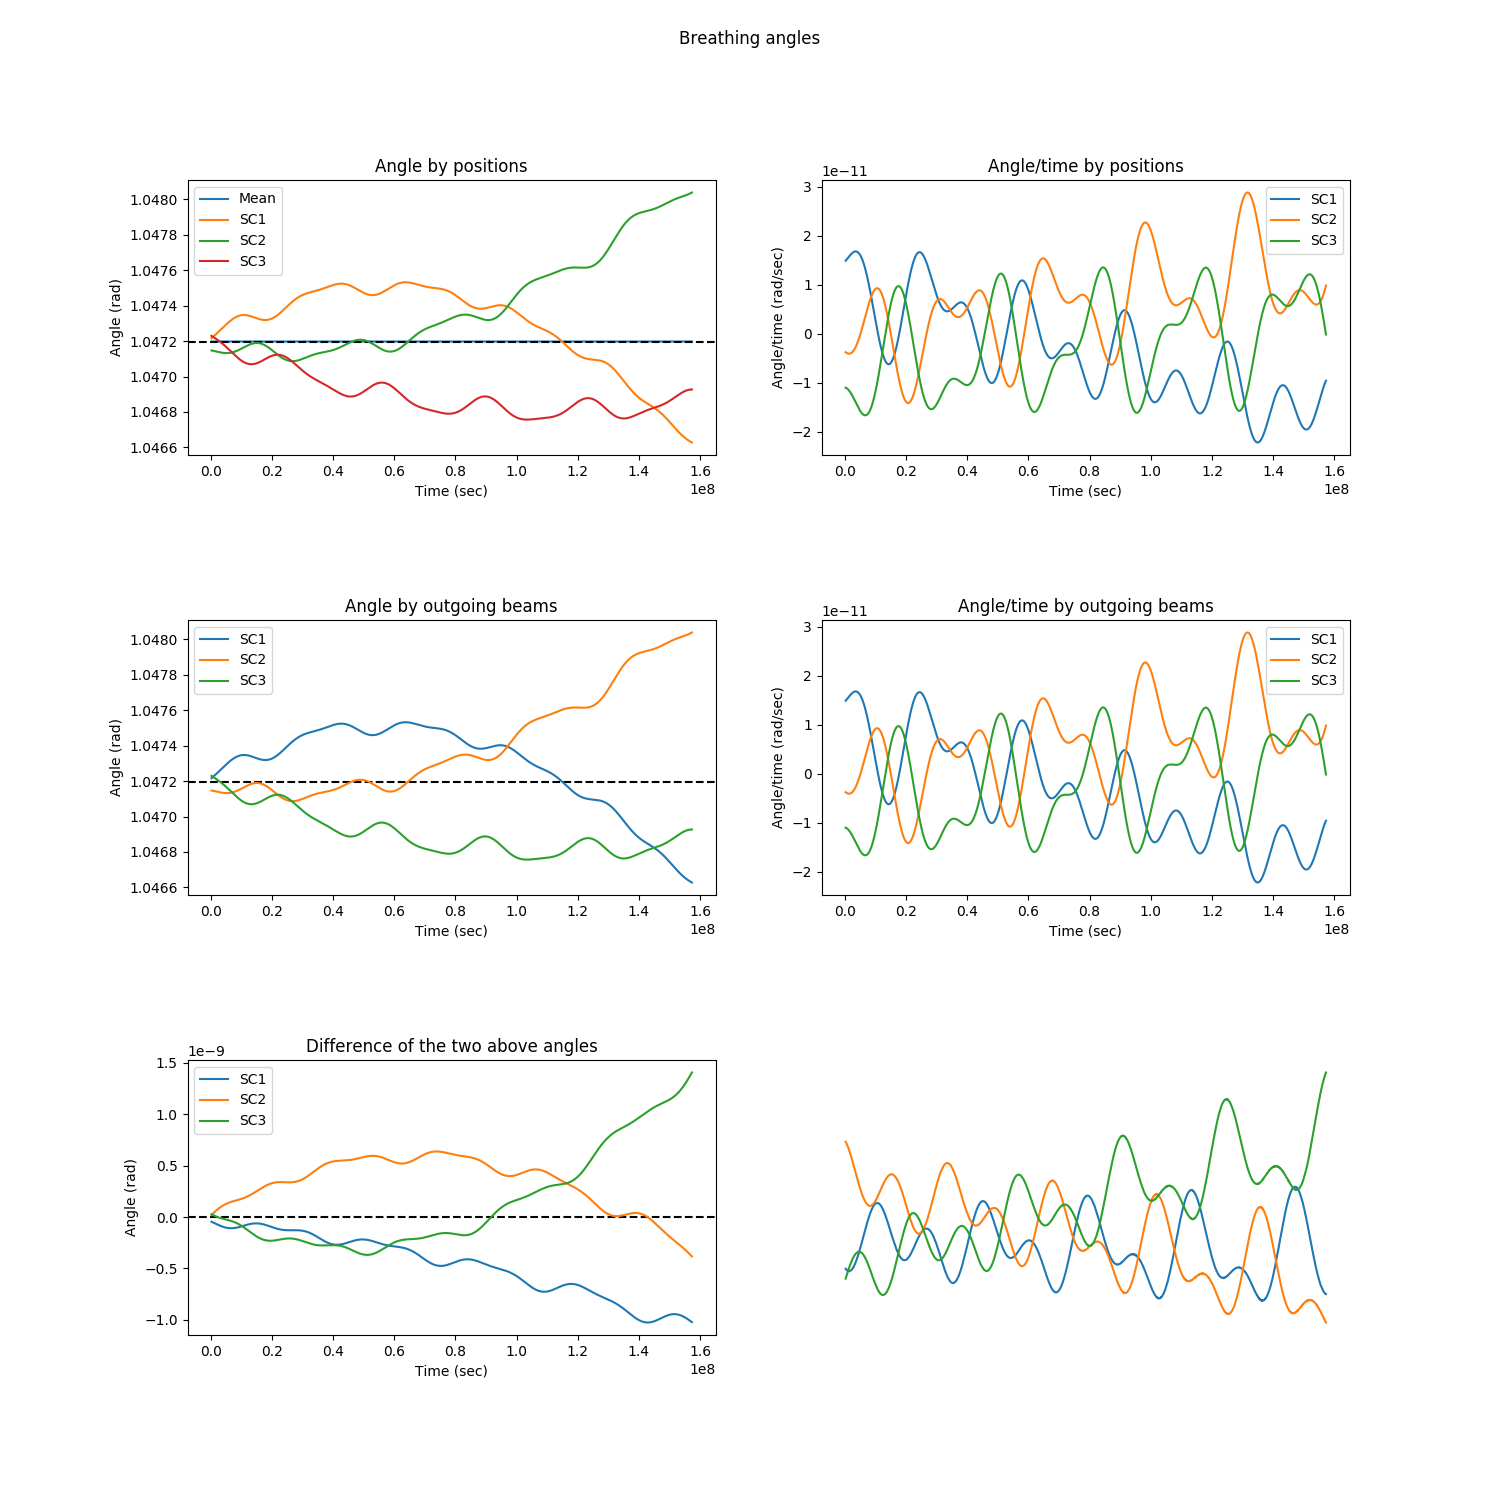 Breathing angles
Angle by positions
Angle (rad)
1.0480
1.0478
1.0476
1.0474
1.0472
1.0470
1.0468
1.0466
Mean
SC1
SC2
SC3
0.0 0.2 0.4 0.6 0.8 1.0 1.2 1.4 1.6
1e8
Time (sec)
Angle/time by positions
1e−11
Angle/time (rad/sec)
3
2
1
0
−1
−2
SC1
SC2
SC3
0.0 0.2 0.4 0.6 0.8 1.0 1.2 1.4 1.6
1e8
Time (sec)
Angle by outgoing beams
Angle (rad)
1.0480
1.0478
1.0476
1.0474
1.0472
1.0470
1.0468
1.0466
SC1
SC2
SC3
0.0 0.2 0.4 0.6 0.8 1.0 1.2 1.4 1.6
1e8
Time (sec)
Angle/time by outgoing beams
1e−11
Angle/time (rad/sec)
3
2
1
0
−1
−2
SC1
SC2
SC3
0.0 0.2 0.4 0.6 0.8 1.0 1.2 1.4 1.6
1e8
Time (sec)
Difference of the two above angles
1e−9
Angle (rad)
1.5
1.0
0.5
0.0
−0.5
−1.0
SC1
SC2
SC3
0.0 0.2 0.4 0.6 0.8 1.0 1.2 1.4 1.6
1e8
Time (sec)